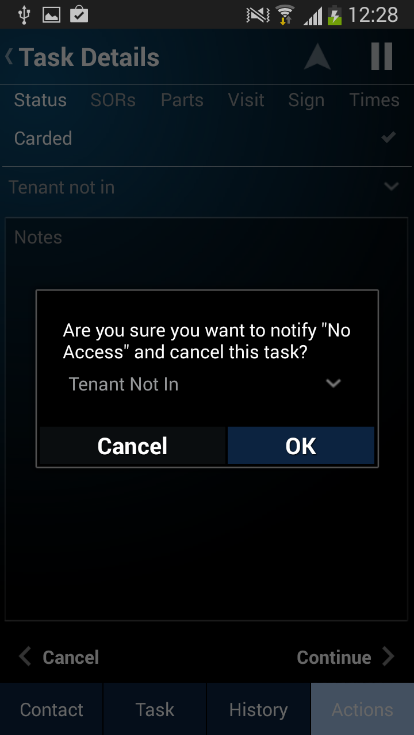 12:28
Task Details
Status SORs Parts Visit Sign Times
Carded
Tenant not in
Notes
Are you sure you want to notify "No
Access" and cancel this task?
Tenant Not In
Cancel OK
Cancel Continue
Contact Task History Actions